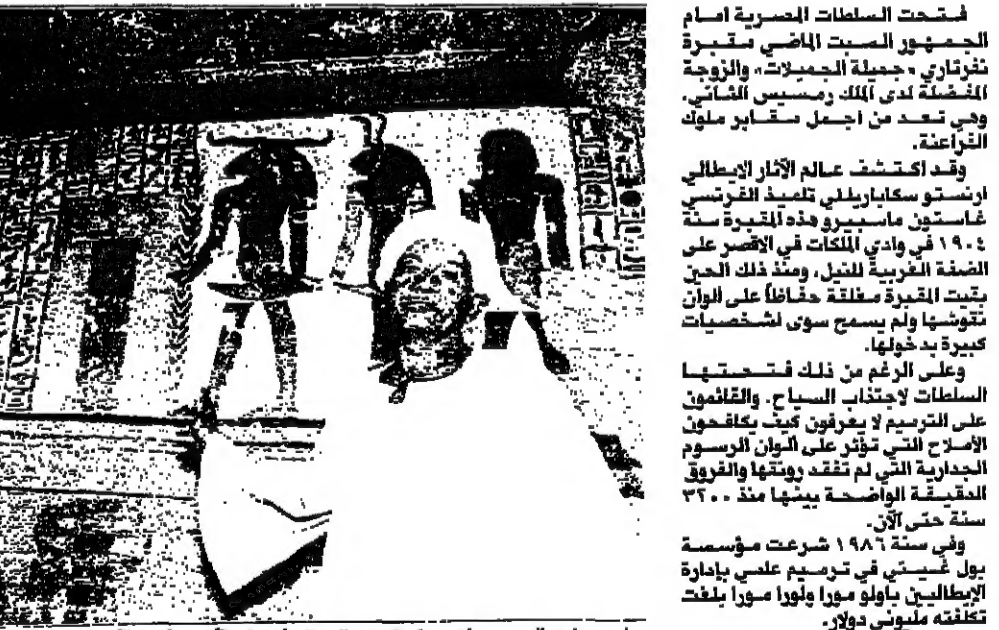 فتحت السلطات المصرية امام
الجمهور الصبت الماضي مقبرة
نفرتاري «جميلة الجميلات» والزوجة
المفضلة لدى الملك رمسيس الثاني،
وهي تعد من اجمل مقابر ملوك
الفراعنة.
وقد اكتشف عالم الآثار الايطالي
ارنستو سكاباريللي تلميذ الفرنسي
غاستون ماسبيرو هذه المقبرة سنة
١٩٠٤ في وادي الملكات في الاقصر على
الضفة الغربية للنيل، ومنذ ذلك الحين
بقيت المقبرة مغلقة حفاظاً على الوان
نقوشها ولم يسمح سوى لشخصيات
كبيرة بدخولها.
وعلى الرغم من ذلك فتحتها
السلطات لاجتذاب السياح. والقائمون
على الترميم لا يعرفون كيف يكافحون
الأملاح التي تؤثر على ألوان الرسوم
الجدارية التي لم تفقد رونقها والفروق
الدقيقة الواضحة بينها منذ ٣٢٠٠
سنة حتى الآن.
وفي سنة ١٩٨٦ شرعت مؤسسة
بول غيتي في ترميم علمي بإدارة
الإيطاليين باولو مورا ولورا مورا بلغت
تكلفته مليوني دولار.